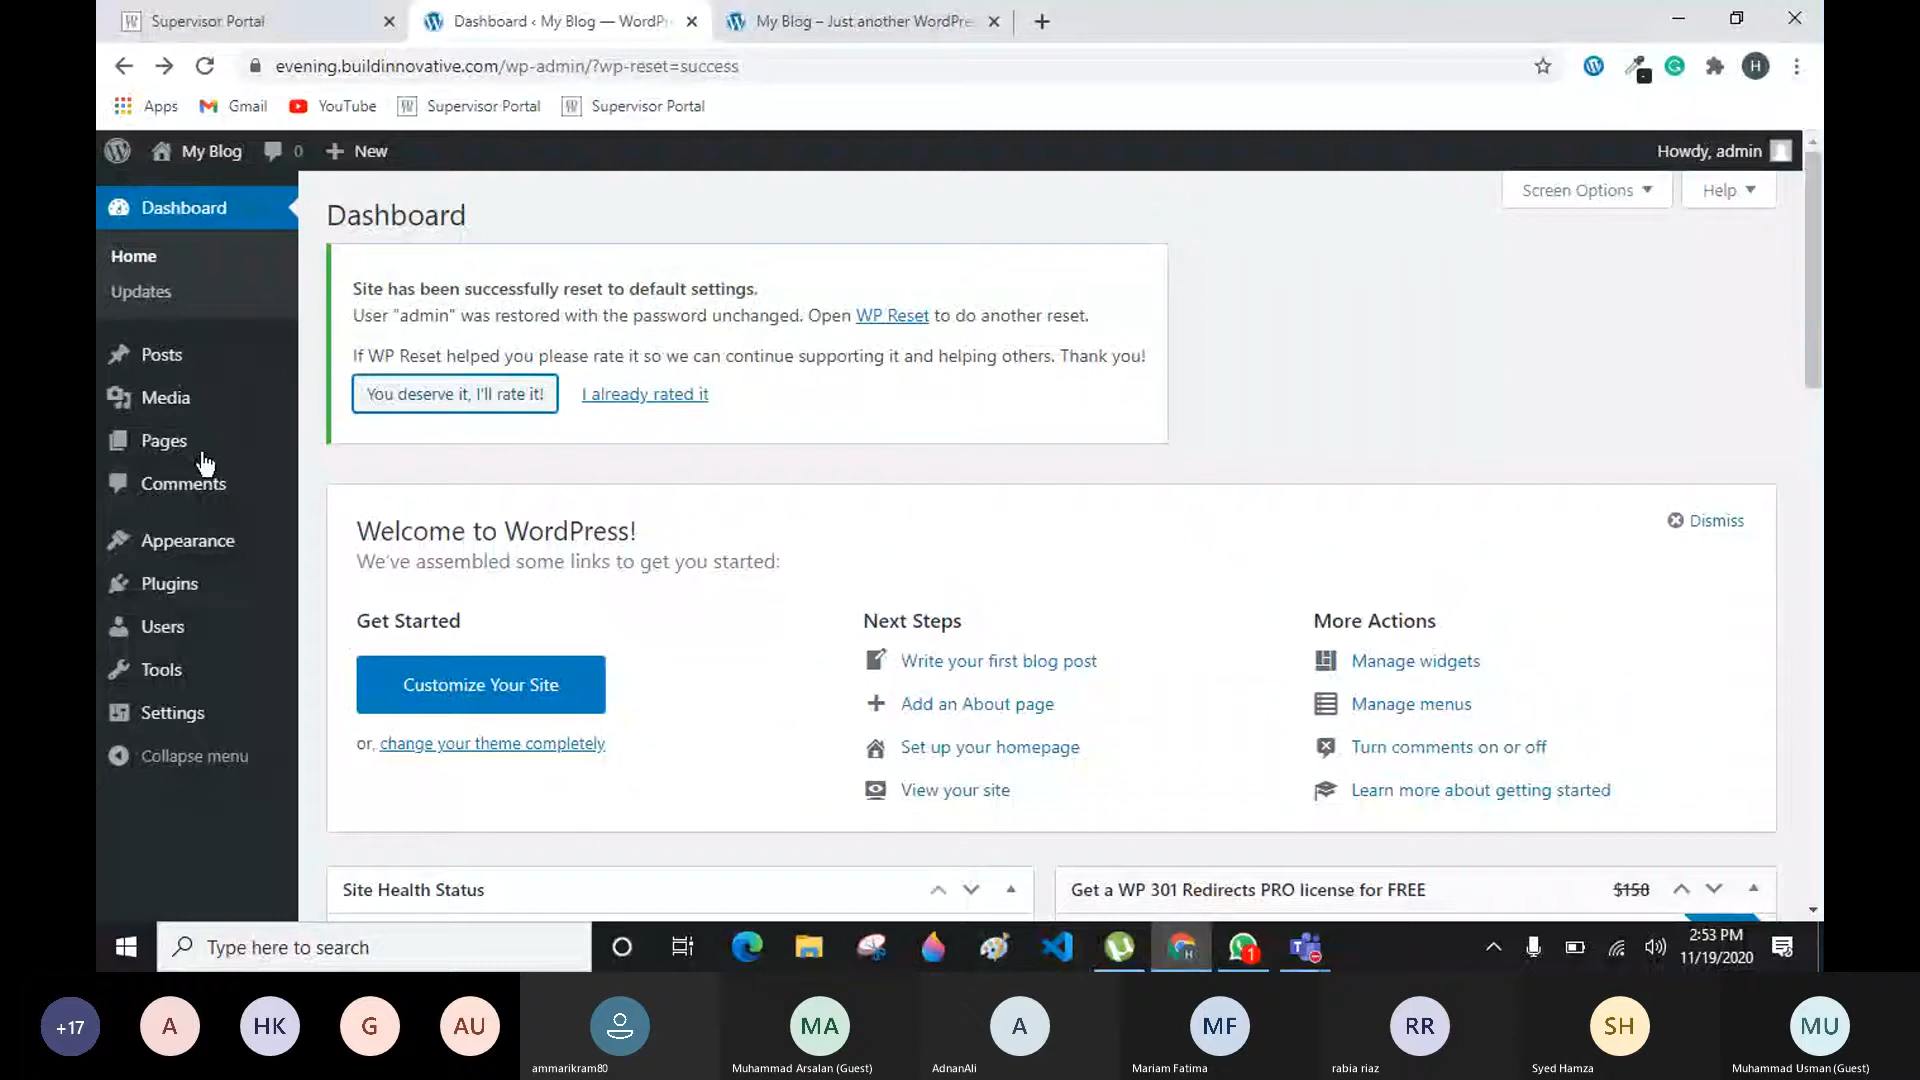 Supervisor Portal
Dashboard ‹ My Blog — WordPr
My Blog – Just another WordPre
evening.buildinnovative.com/wp-admin/?wp-reset=success
H
Apps
Gmail
YouTube
Supervisor Portal
Supervisor Portal
My Blog
0
New
Howdy, admin
Dashboard
Home
Updates
Posts
Media
Pages
Comments
Appearance
Plugins
Users
Tools
Settings
Collapse menu
Screen Options
Help
Dashboard
Site has been successfully reset to default settings.
User "admin" was restored with the password unchanged. Open WP Reset to do another reset.
If WP Reset helped you please rate it so we can continue supporting it and helping others. Thank you!
You deserve it, I'll rate it!
I already rated it
Welcome to WordPress!
Dismiss
We've assembled some links to get you started:
Get Started
Customize Your Site
or, change your theme completely
Next Steps
Write your first blog post
Add an About page
Set up your homepage
View your site
More Actions
Manage widgets
Manage menus
Turn comments on or off
Learn more about getting started
Site Health Status
Get a WP 301 Redirects PRO license for FREE
$158
Type here to search
1
2:53 PM
11/19/2020
+17
A
HK
G
AU
ammarikram80
MA
Muhammad Arsalan (Guest)
A
AdnanAli
MF
Mariam Fatima
RR
rabia riaz
SH
Syed Hamza
MU
Muhammad Usman (Guest)